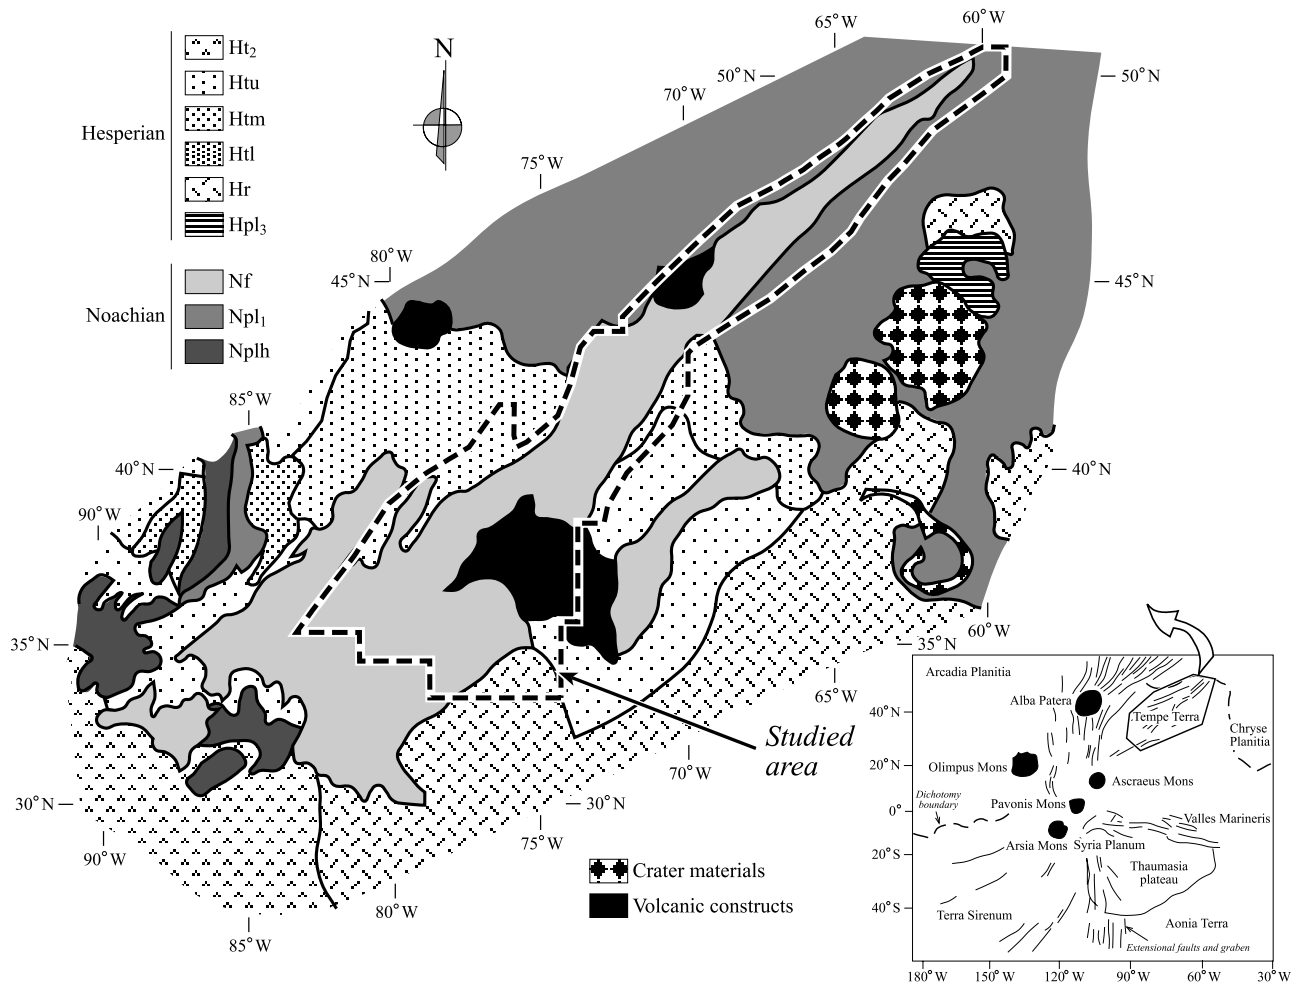 65°W
60°W
50°N
50°N
70°W
75°W
80°W
45°N
45°N
N
Hesperian
Ht2
Htu
Htm
Htl
Hr
Hpl3
Noachian
Nf
Npl1
Nplh
85°W
40°N
40°N
90°W
35°N
35°N
60°W
65°W
70°W
30°N
30°N
75°W
90°W
80°W
85°W
Studied
area
Crater materials
Volcanic constructs
Arcadia Planitia
Alba Patera
Tempe Terra
Chryse
Planitia
Olimpus Mons
Ascraeus Mons
Dichotomy
boundary
Pavonis Mons
Valles Marineris
Arsia Mons
Syria Planum
Thaumasia
plateau
Terra Sirenum
Aonia Terra
Extensional faults and graben
40°N
20°N
0°
20°S
40°S
180°W
150°W
120°W
90°W
60°W
30°W